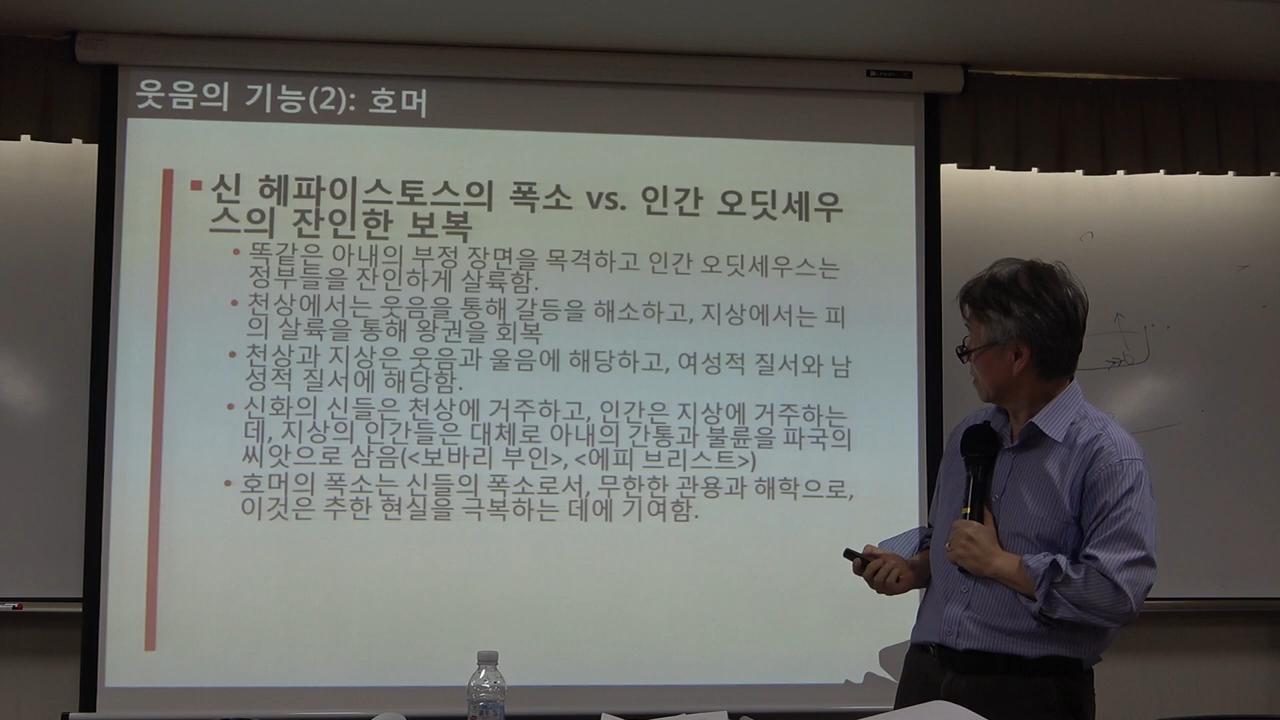 웃음의 기능(2): 호머
신 헤파이스토스의 폭소 vs. 인간 오딧세우
스의 잔인한 보복
똑같은 아내의 부정 장면을 목격하고 인간 오딧세우스는
정부들을 잔인하게 살륙함.
천상에서는 웃음을 통해 갈등을 해소하고, 지상에서는 피
의 살륙을 통해 왕권을 회복
천상과 지상은 웃음과 울음에 해당하고, 여성적 질서와 남
성적 질서에 해당함.
신화의 신들은 천상에 거주하고, 인간은 지상에 거주하는
데, 지상의 인간들은 대체로 아내의 간통과 불륜을 파국의
씨앗으로 삼음(<보바리 부인>, <에피 브리스트>)
호머의 폭소는 신들의 폭소로서, 무한한 관용과 해학으로,
이것은 추한 현실을 극복하는 데에 기여함.